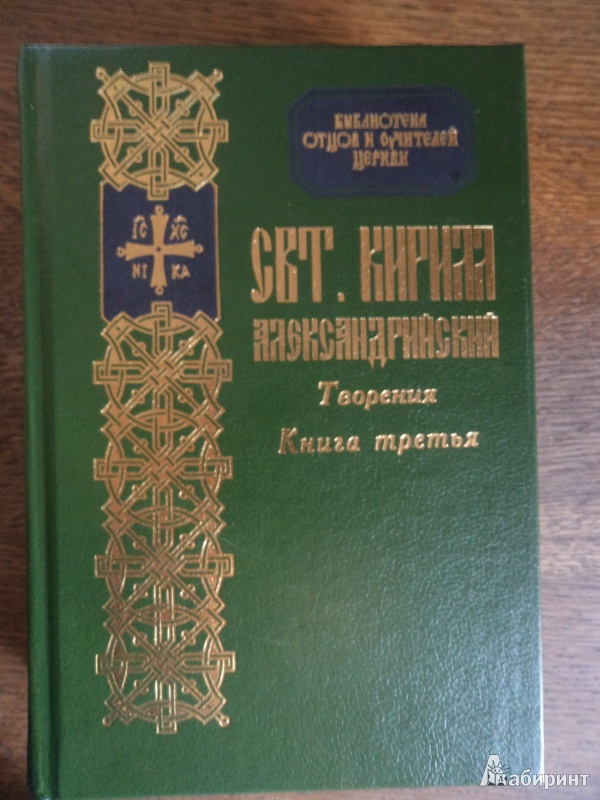 БИБЛИОТЕКА
ОТЦОВ И УЧИТЕЛЕЙ
ЦЕРКВИ
IC XC
NI KA
СВТ. КИРИЛЛ
АЛЕКСАНДРИЙСКИЙ
Творения
Книга третья
Лабиринт